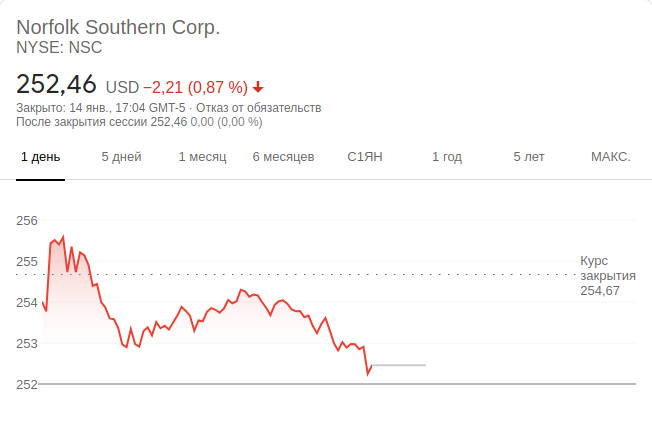 Norfolk Southern Corp.
NYSE: NSC
252,46 USD −2,21 (0,87 %)
Закрыто: 14 янв., 17:04 GMT-5 · Отказ от обязательств
После закрытия сессии 252,46 0,00 (0,00 %)
1 день 5 дней 1 месяц 6 месяцев С1ЯН 1 год 5 лет МАКС.
256
255
254
253
252
Курс
закрытия
254,67